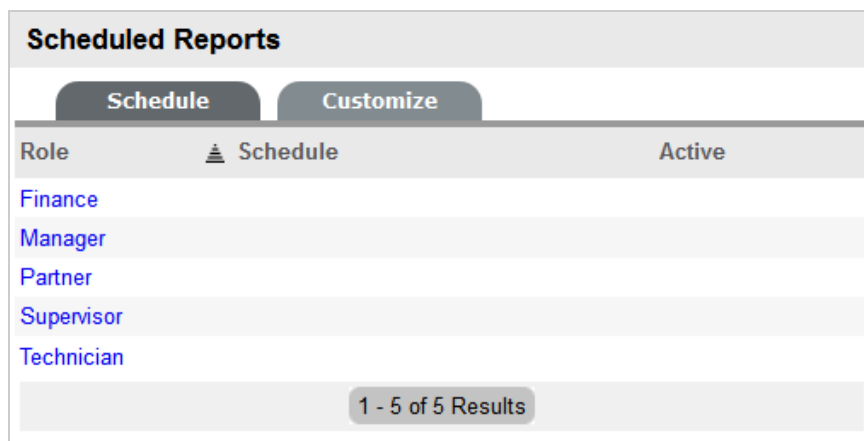 Scheduled Reports
Schedule Customize
Role Schedule Active
Finance
Manager
Partner
Supervisor
Technician
1 - 5 of 5 Results